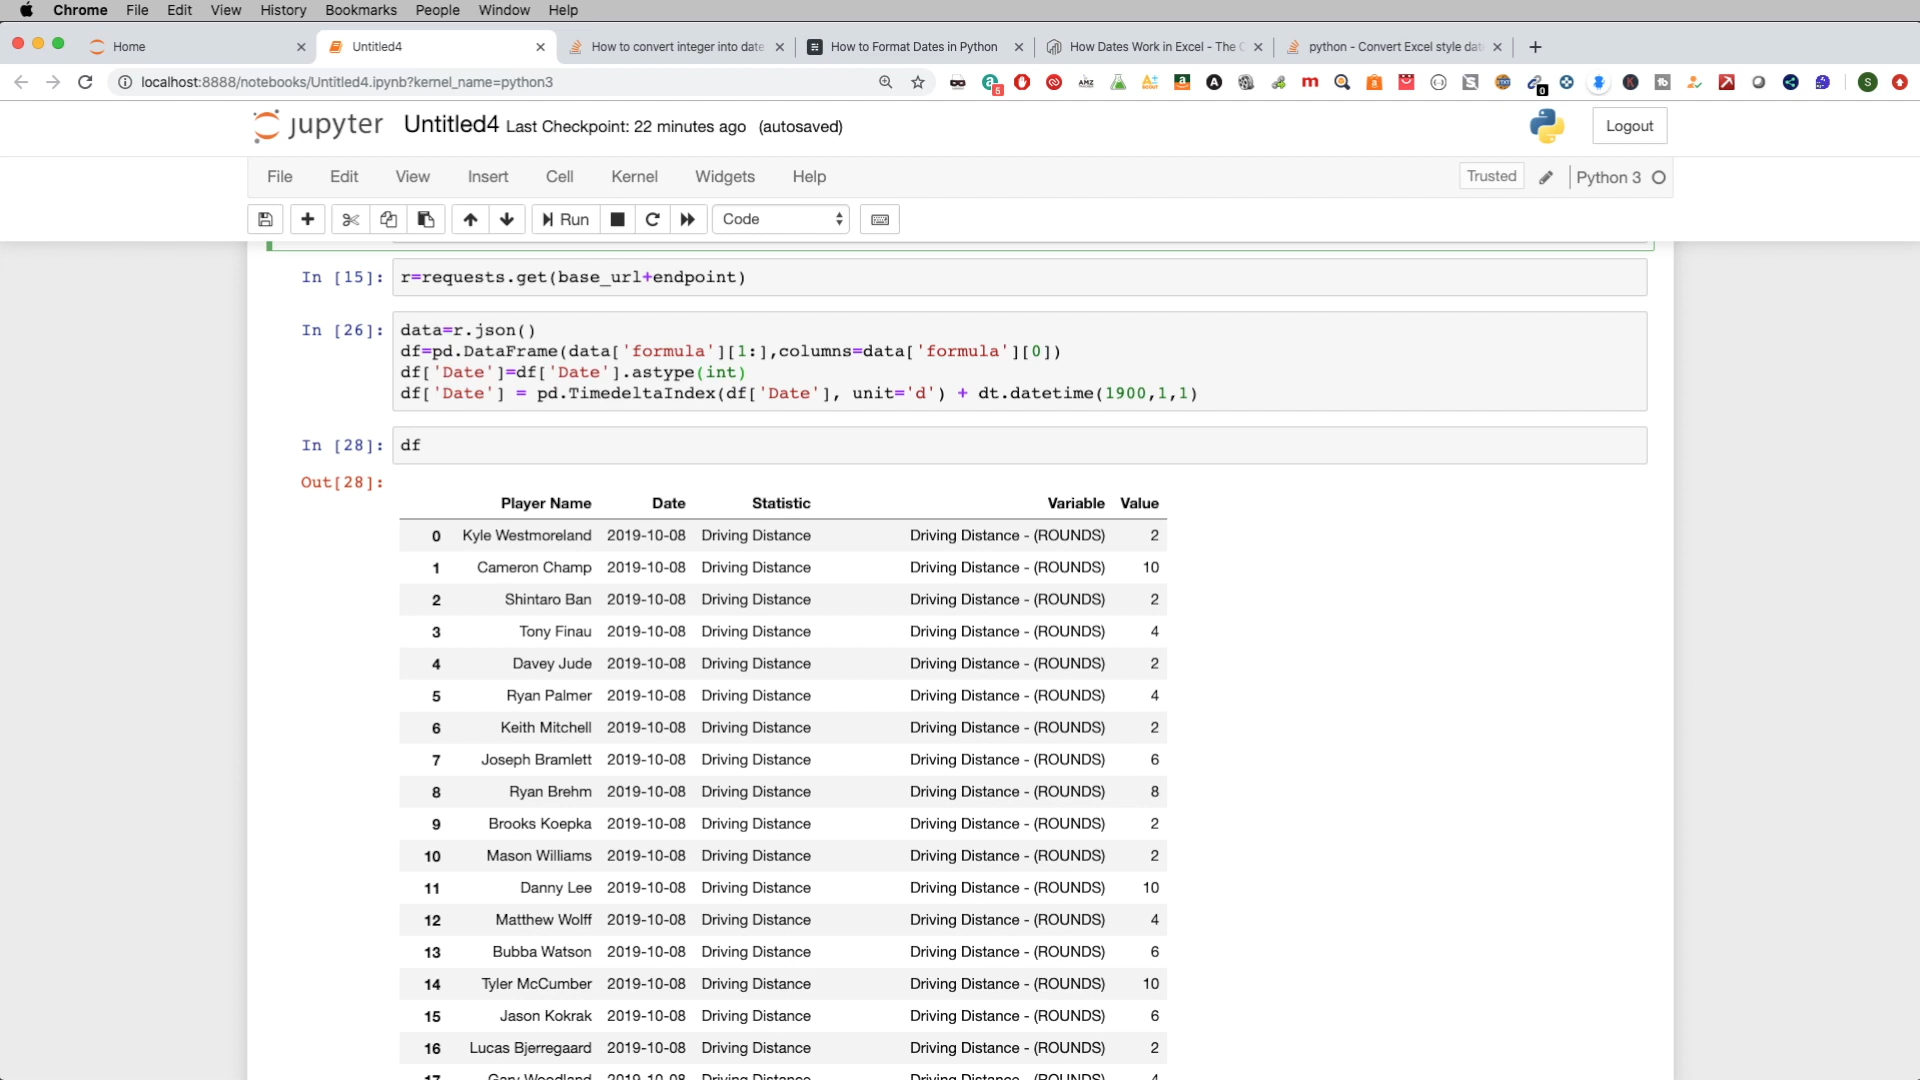 Chrome File Edit View History Bookmarks People Window Help
Home
Untitled4
How to convert integer into date
How to Format Dates in Python
How Dates Work in Excel - The C
python - Convert Excel style dat
localhost:8888/notebooks/Untitled4.ipynb?kernel_name=python3
jupyter Untitled4 Last Checkpoint: 22 minutes ago (autosaved)
Logout
File Edit View Insert Cell Kernel Widgets Help
Trusted Python 3
Run Code
In [15]: r=requests.get(base_url+endpoint)
In [26]: data=r.json()
df=pd.DataFrame(data['formula'][1:],columns=data['formula'][0])
df['Date']=df['Date'].astype(int)
df['Date'] = pd.TimedeltaIndex(df['Date'], unit='d') + dt.datetime(1900,1,1)
In [28]: df
Out[28]:
Player Name Date Statistic Variable Value
0 Kyle Westmoreland 2019-10-08 Driving Distance Driving Distance - (ROUNDS) 2
1 Cameron Champ 2019-10-08 Driving Distance Driving Distance - (ROUNDS) 10
2 Shintaro Ban 2019-10-08 Driving Distance Driving Distance - (ROUNDS) 2
3 Tony Finau 2019-10-08 Driving Distance Driving Distance - (ROUNDS) 4
4 Davey Jude 2019-10-08 Driving Distance Driving Distance - (ROUNDS) 2
5 Ryan Palmer 2019-10-08 Driving Distance Driving Distance - (ROUNDS) 4
6 Keith Mitchell 2019-10-08 Driving Distance Driving Distance - (ROUNDS) 2
7 Joseph Bramlett 2019-10-08 Driving Distance Driving Distance - (ROUNDS) 6
8 Ryan Brehm 2019-10-08 Driving Distance Driving Distance - (ROUNDS) 8
9 Brooks Koepka 2019-10-08 Driving Distance Driving Distance - (ROUNDS) 2
10 Mason Williams 2019-10-08 Driving Distance Driving Distance - (ROUNDS) 2
11 Danny Lee 2019-10-08 Driving Distance Driving Distance - (ROUNDS) 10
12 Matthew Wolff 2019-10-08 Driving Distance Driving Distance - (ROUNDS) 4
13 Bubba Watson 2019-10-08 Driving Distance Driving Distance - (ROUNDS) 6
14 Tyler McCumber 2019-10-08 Driving Distance Driving Distance - (ROUNDS) 10
15 Jason Kokrak 2019-10-08 Driving Distance Driving Distance - (ROUNDS) 6
16 Lucas Bjerregaard 2019-10-08 Driving Distance Driving Distance - (ROUNDS) 2
17 Gary Woodland 2019-10-08 Driving Distance Driving Distance - (ROUNDS) 4